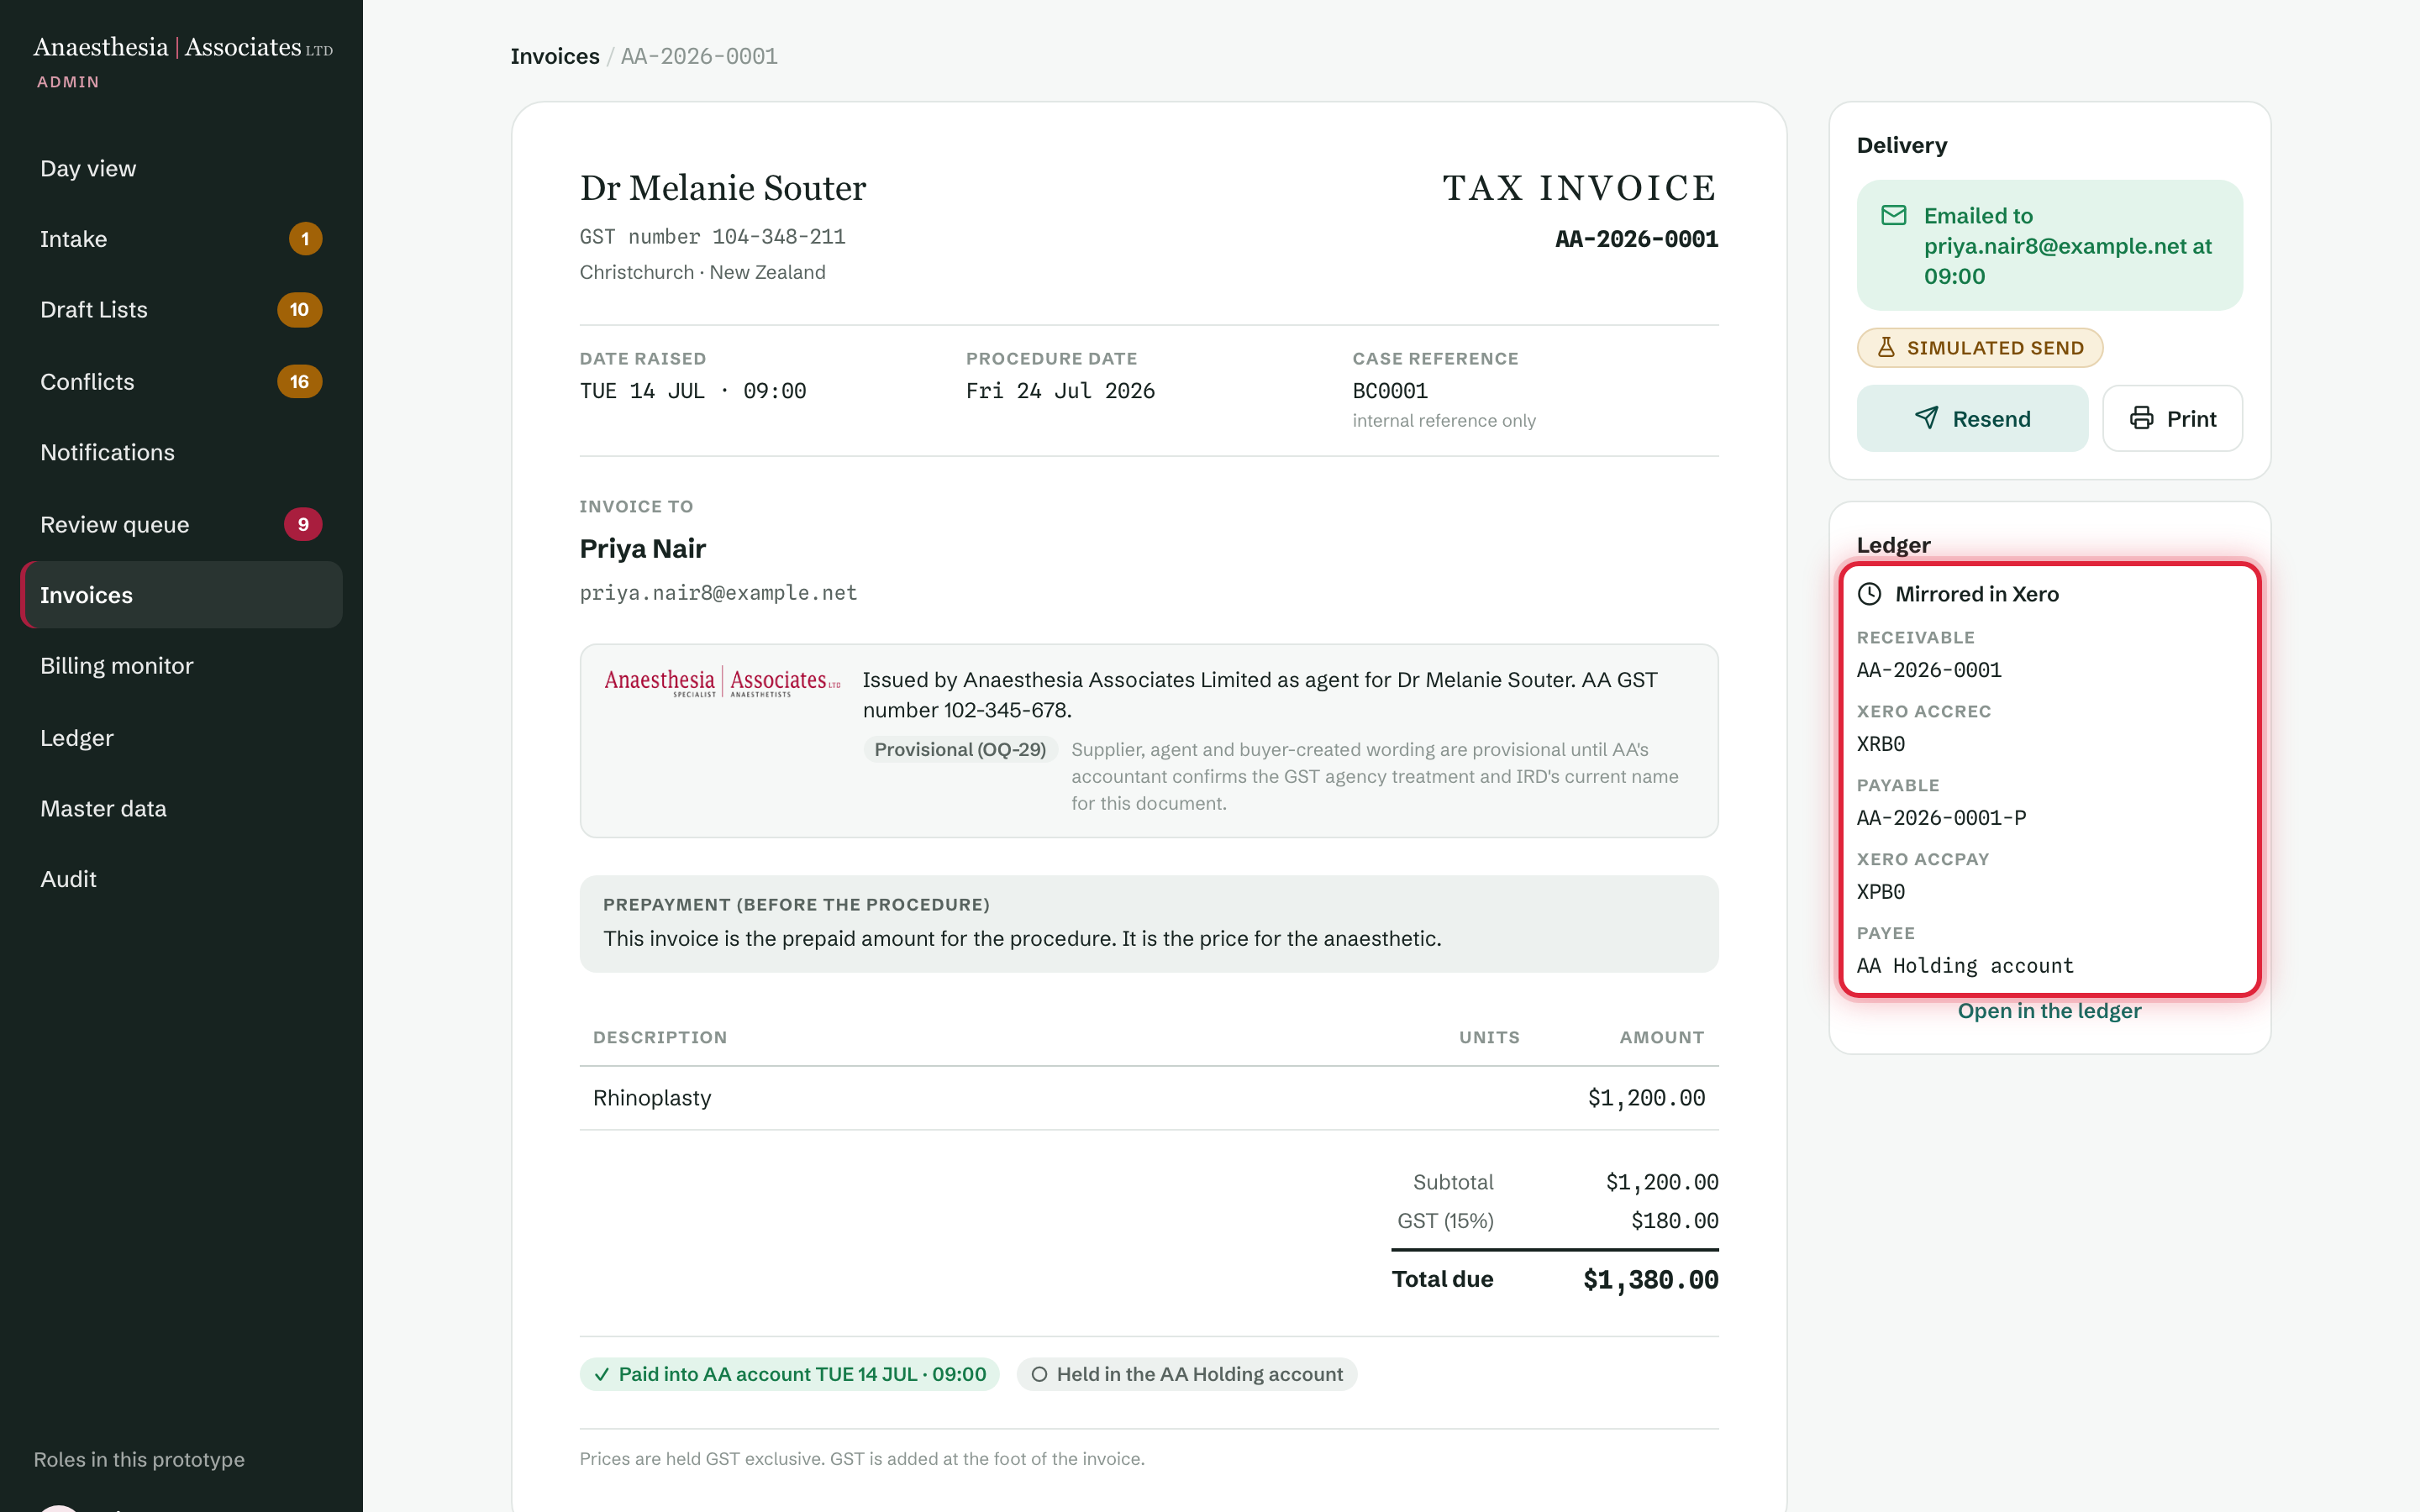 Anaesthesia | Associates LTD
ADMIN
Day view
Intake 1
Draft Lists 10
Conflicts 16
Notifications
Review queue 9
Invoices
Billing monitor
Ledger
Master data
Audit
Roles in this prototype
Invoices / AA-2026-0001
Dr Melanie Souter
GST number 104-348-211
Christchurch · New Zealand
TAX INVOICE
AA-2026-0001
DATE RAISED
TUE 14 JUL · 09:00
PROCEDURE DATE
Fri 24 Jul 2026
CASE REFERENCE
BC0001
internal reference only
INVOICE TO
Priya Nair
priya.nair8@example.net
Anaesthesia | Associates LTD
SPECIALIST ANAESTHETISTS
Issued by Anaesthesia Associates Limited as agent for Dr Melanie Souter. AA GST
number 102-345-678.
Provisional (OQ-29)
Supplier, agent and buyer-created wording are provisional until AA's
accountant confirms the GST agency treatment and IRD's current name
for this document.
PREPAYMENT (BEFORE THE PROCEDURE)
This invoice is the prepaid amount for the procedure. It is the price for the anaesthetic.
DESCRIPTION UNITS AMOUNT
Rhinoplasty $1,200.00
Subtotal $1,200.00
GST (15%) $180.00
Total due $1,380.00
Paid into AA account TUE 14 JUL · 09:00
Held in the AA Holding account
Prices are held GST exclusive. GST is added at the foot of the invoice.
Delivery
Emailed to
priya.nair8@example.net at
09:00
SIMULATED SEND
Resend
Print
Ledger
Mirrored in Xero
RECEIVABLE
AA-2026-0001
XERO ACCREC
XRB0
PAYABLE
AA-2026-0001-P
XERO ACCPAY
XPB0
PAYEE
AA Holding account
Open in the ledger